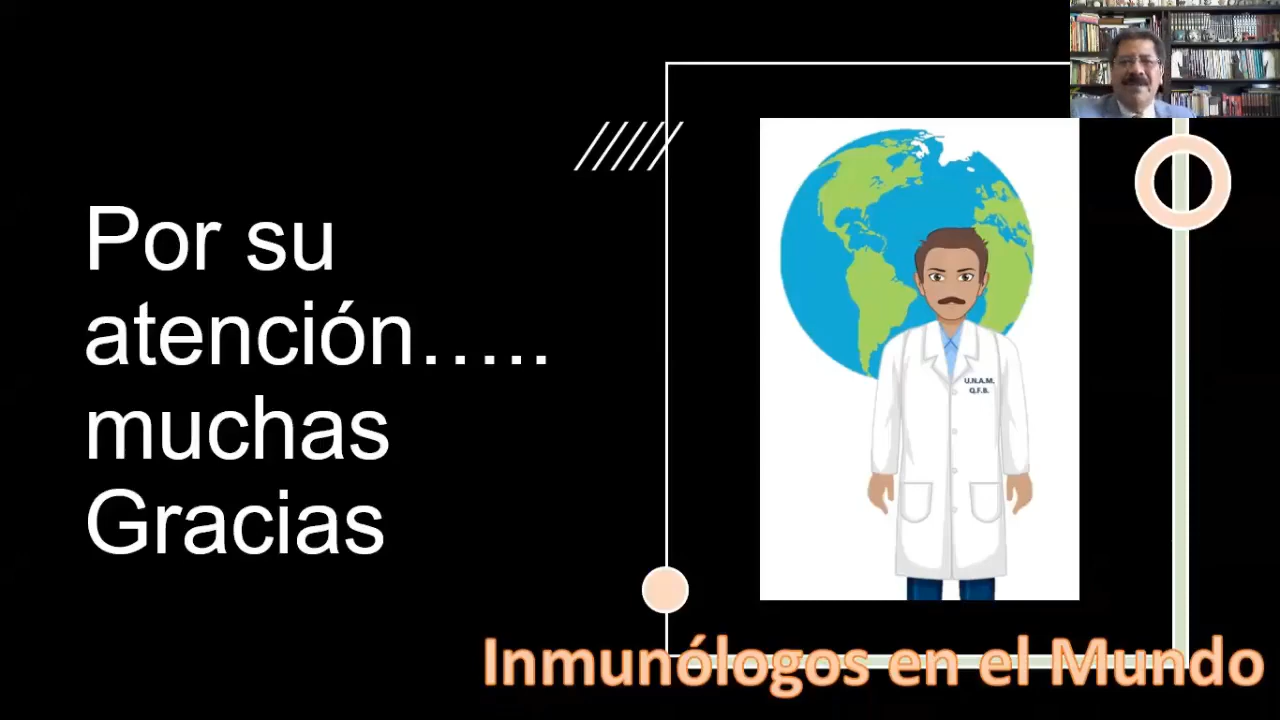 Por su
atención…..
muchas
Gracias
U.N.A.M.
Q.F.B.
Inmunólogos en el Mundo